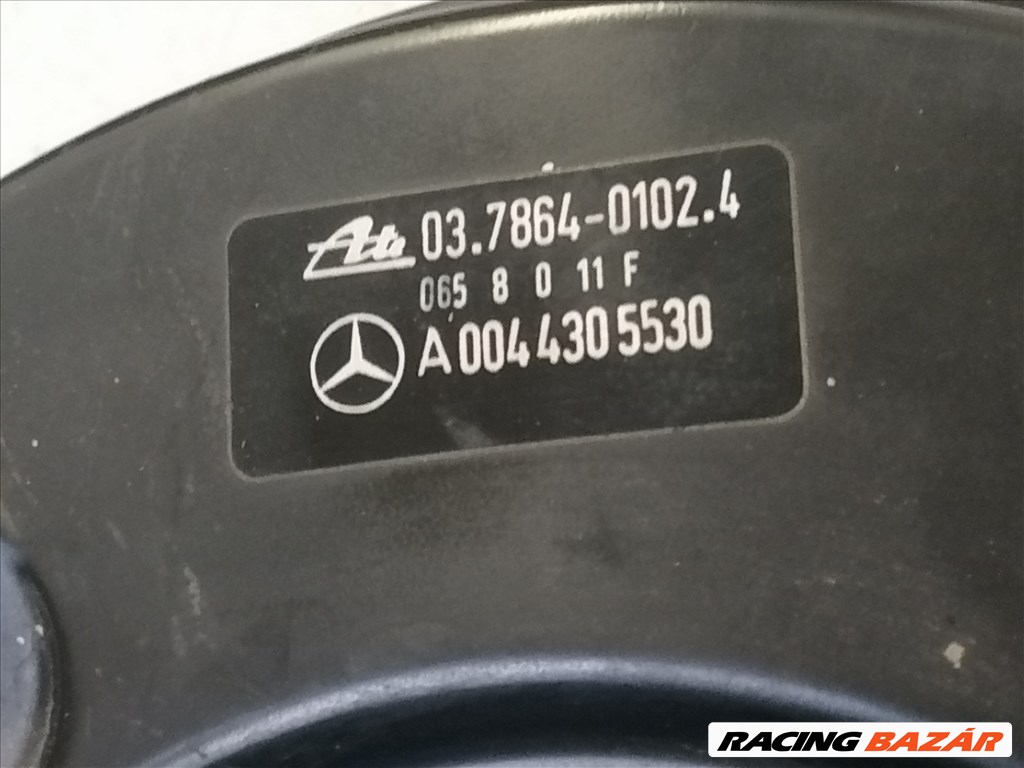 Ate 03.7864-0102.4
065 8 0 11 F
A 004 430 5530
RACING BAZÁR